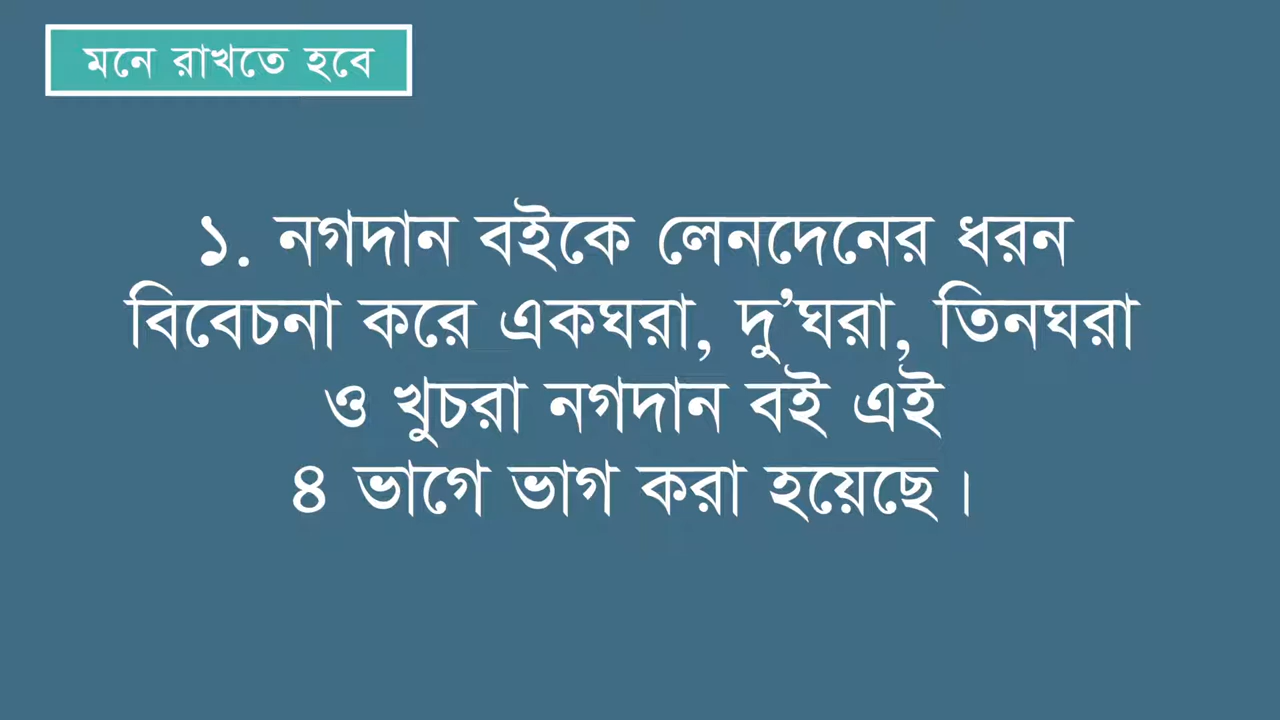 মনে রাখতে হবে
১. নগদান বইকে লেনদেনের ধরন
বিবেচনা করে একঘরা, দু’ঘরা, তিনঘরা
ও খুচরা নগদান বই এই
৪ ভাগে ভাগ করা হয়েছে।